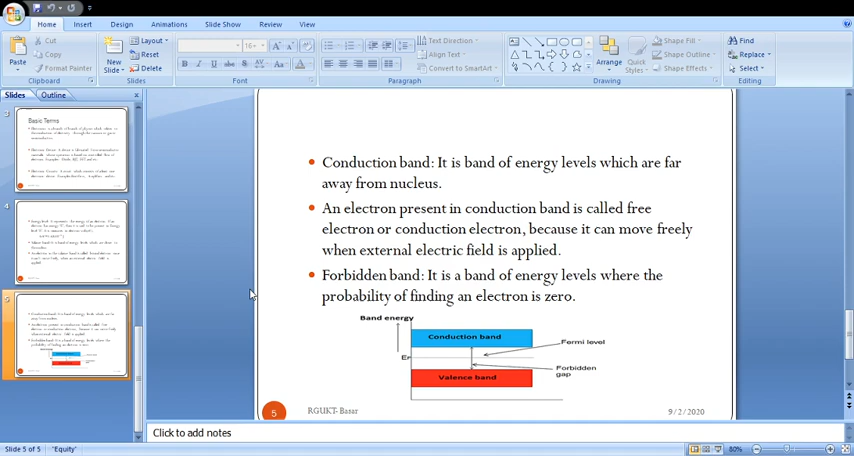 Home
Insert
Design
Animations
Slide Show
Review
View
Paste
Cut
Copy
Format Painter
Clipboard
New
Slide
Layout
Reset
Delete
Slides
16+
Font
Paragraph
Text Direction
Align Text
Convert to SmartArt
Arrange
Quick
Styles
Shape Fill
Shape Outline
Shape Effects
Drawing
Find
Replace
Select
Editing
Slides
Outline
3
Basic Terms
4
5
Conduction band: It is band of energy levels which are far
away from nucleus.
An electron present in conduction band is called free
electron or conduction electron, because it can move freely
when external electric field is applied.
Forbidden band: It is a band of energy levels where the
probability of finding an electron is zero.
Band energy
Conduction band
Fermi level
EF
Forbidden
gap
Valence band
5
RGUKT- Basar
9/2/2020
Click to add notes
Slide 5 of 5
"Equity"
80%